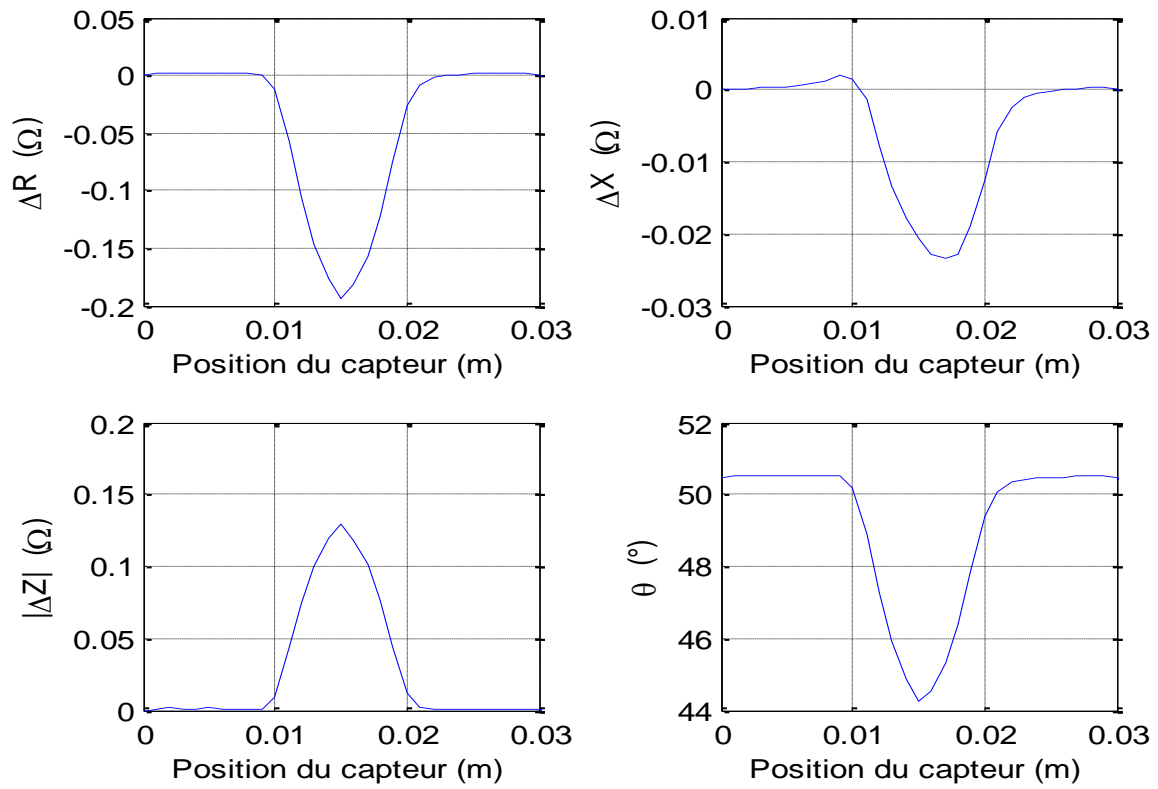 0.05
0
-0.05
-0.1
-0.15
-0.2
ΔR (Ω)
0 0.01 0.02 0.03
Position du capteur (m)
0.01
0
-0.01
-0.02
-0.03
ΔX (Ω)
0 0.01 0.02 0.03
Position du capteur (m)
0.2
0.15
0.1
0.05
0
|ΔZ| (Ω)
0 0.01 0.02 0.03
Position du capteur (m)
52
50
48
46
44
θ (°)
0 0.01 0.02 0.03
Position du capteur (m)